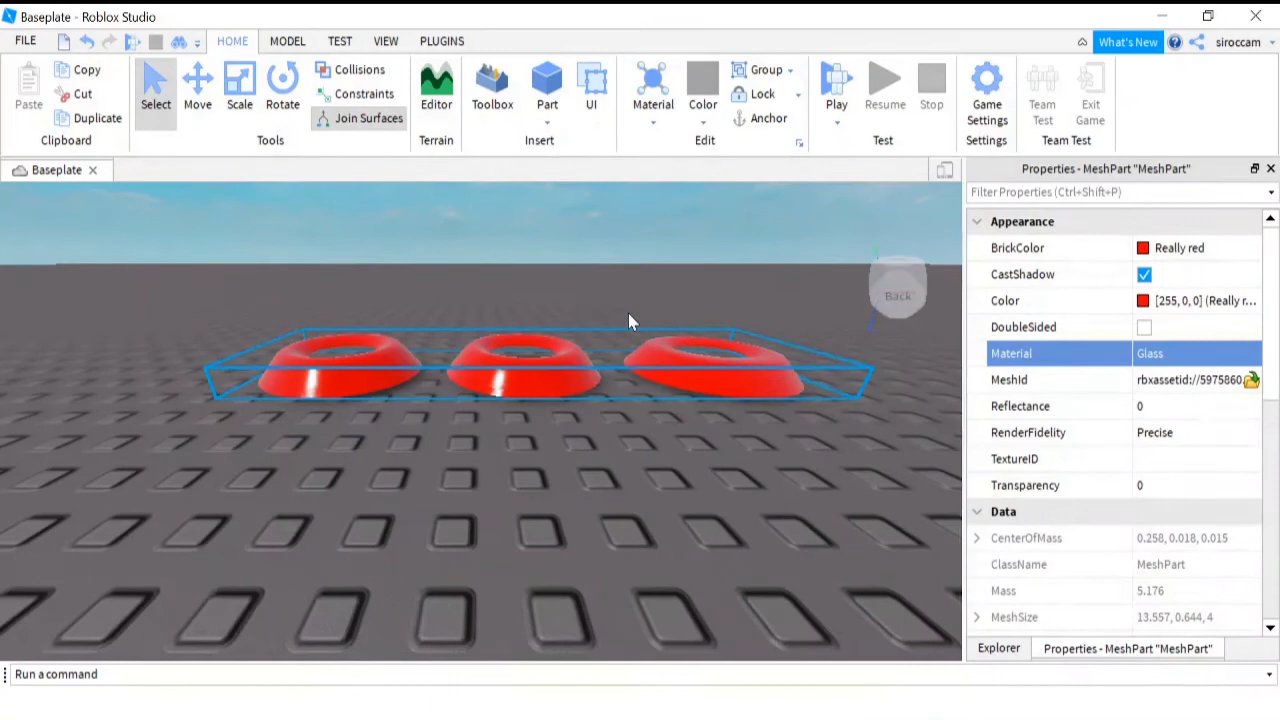 Baseplate - Roblox Studio
FILE HOME MODEL TEST VIEW PLUGINS What's New siroccam
Paste Copy Cut Duplicate Clipboard
Select Move Scale Rotate Collisions Constraints Join Surfaces Tools
Editor Terrain
Toolbox Part UI Insert
Material Color Group Lock Anchor Edit
Play Resume Stop Test
Game Settings Settings
Team Test Exit Game Team Test
Baseplate
Back
Properties - MeshPart "MeshPart"
Filter Properties (Ctrl+Shift+P)
Appearance
BrickColor Really red
CastShadow
Color [255, 0, 0] (Really r...
DoubleSided
Material Glass
MeshId rbxassetid://5975860
Reflectance 0
RenderFidelity Precise
TextureID
Transparency 0
Data
CenterOfMass 0.258, 0.018, 0.015
ClassName MeshPart
Mass 5.176
MeshSize 13.557, 0.644, 4
Explorer Properties - MeshPart "MeshPart"
Run a command